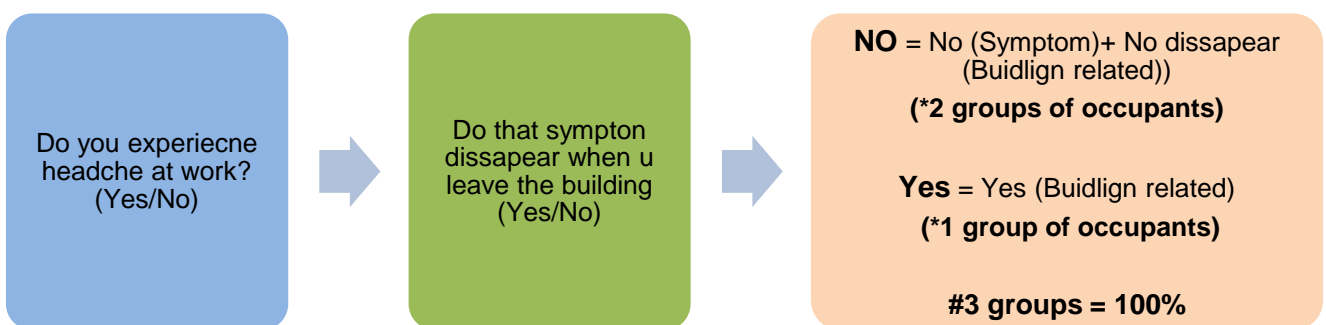 Do you experiecne
headche at work?
(Yes/No)
Do that sympton
dissapear when u
leave the building
(Yes/No)
NO = No (Symptom)+ No dissapear
(Buidlign related))
(*2 groups of occupants)
Yes = Yes (Buidlign related)
(*1 group of occupants)
#3 groups = 100%